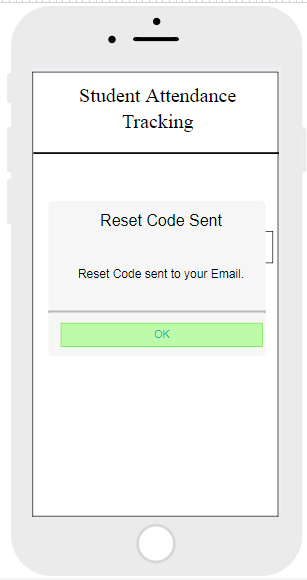 Student Attendance
Tracking
Reset Code Sent
Reset Code sent to your Email.
OK